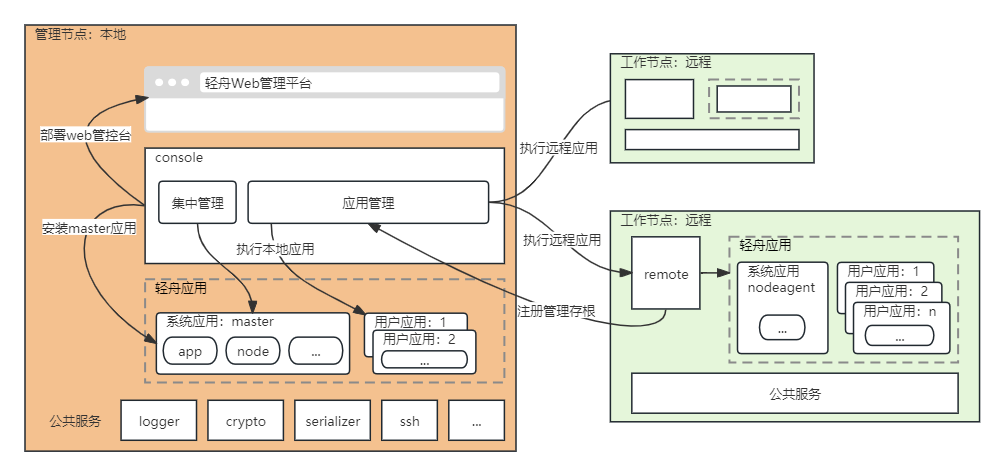 管理节点：本地
轻舟Web管理平台
部署web管控台
console
集中管理
应用管理
安装master应用
执行本地应用
轻舟应用
系统应用：master
app
node
...
用户应用：1
用户应用：2
...
公共服务
logger
crypto
serializer
ssh
...
执行远程应用
执行远程应用
注册管理存根
工作节点：远程
工作节点：远程
remote
轻舟应用
系统应用
nodeagent
...
用户应用：1
用户应用：2
用户应用：n
...
公共服务